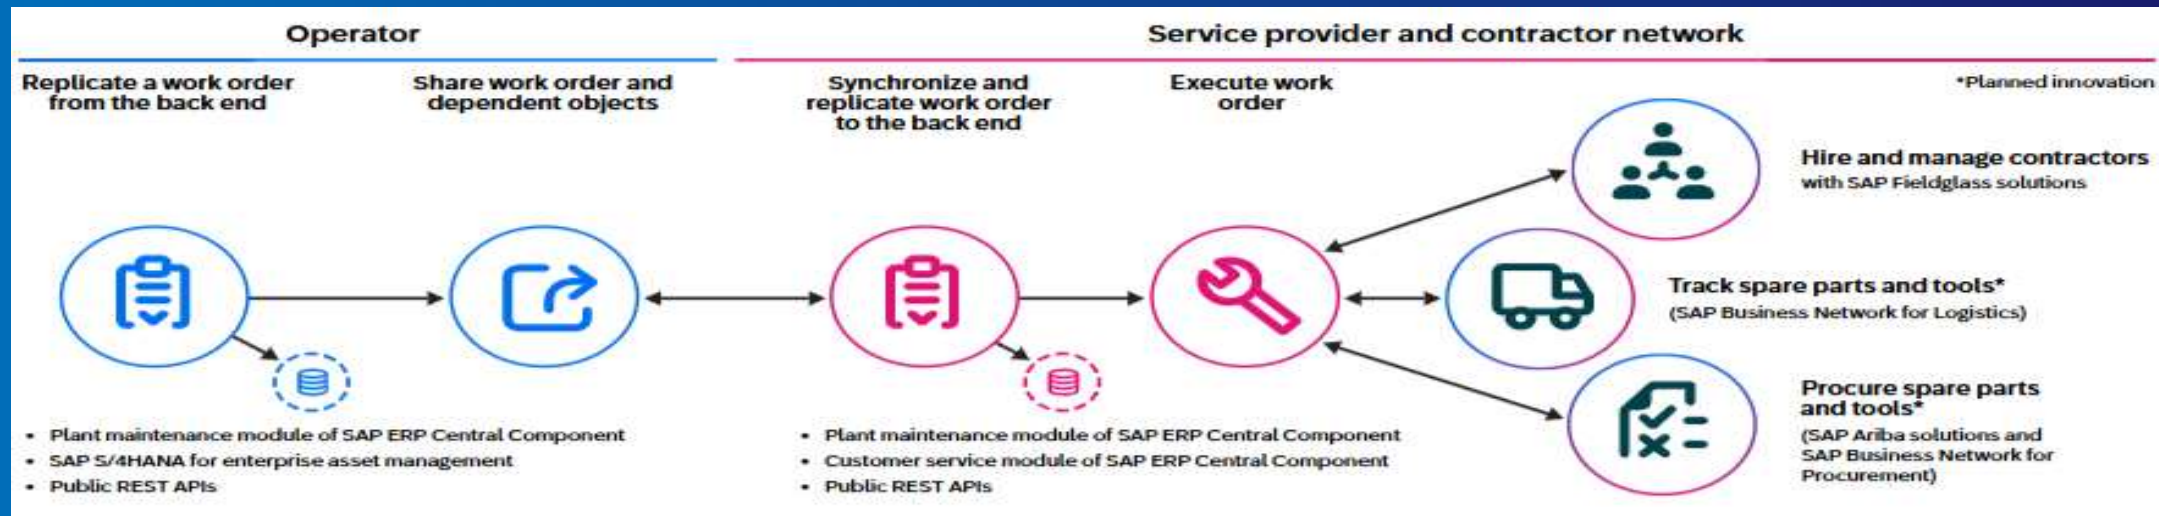 Operator
Service provider and contractor network
Replicate a work order
from the back end
Share work order and
dependent objects
Synchronize and
replicate work order
to the back end
Execute work
order
*Planned innovation
Hire and manage contractors
with SAP Fieldglass solutions
Track spare parts and tools*
(SAP Business Network for Logistics)
Procure spare parts
and tools*
(SAP Ariba solutions and
SAP Business Network for
Procurement)
• Plant maintenance module of SAP ERP Central Component
• SAP S/4HANA for enterprise asset management
• Public REST APIs
• Plant maintenance module of SAP ERP Central Component
• Customer service module of SAP ERP Central Component
• Public REST APIs